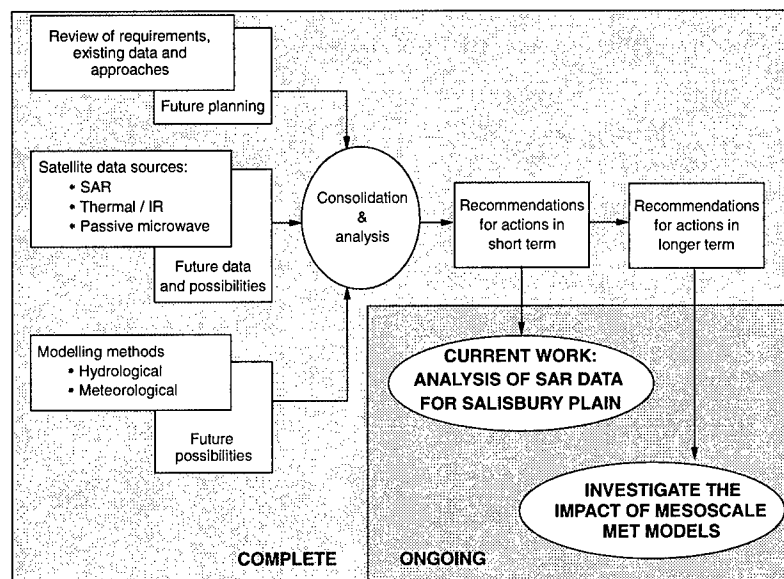 Review of requirements,
existing data and
approaches
Future planning
Satellite data sources:
• SAR
• Thermal / IR
• Passive microwave
Future data
and possibilities
Modelling methods
• Hydrological
• Meteorological
Future
possibilities
Consolidation
&
analysis
Recommendations
for actions in
short term
Recommendations
for actions in
longer term
CURRENT WORK:
ANALYSIS OF SAR DATA
FOR SALISBURY PLAIN
INVESTIGATE THE
IMPACT OF MESOSCALE
MET MODELS
COMPLETE
ONGOING